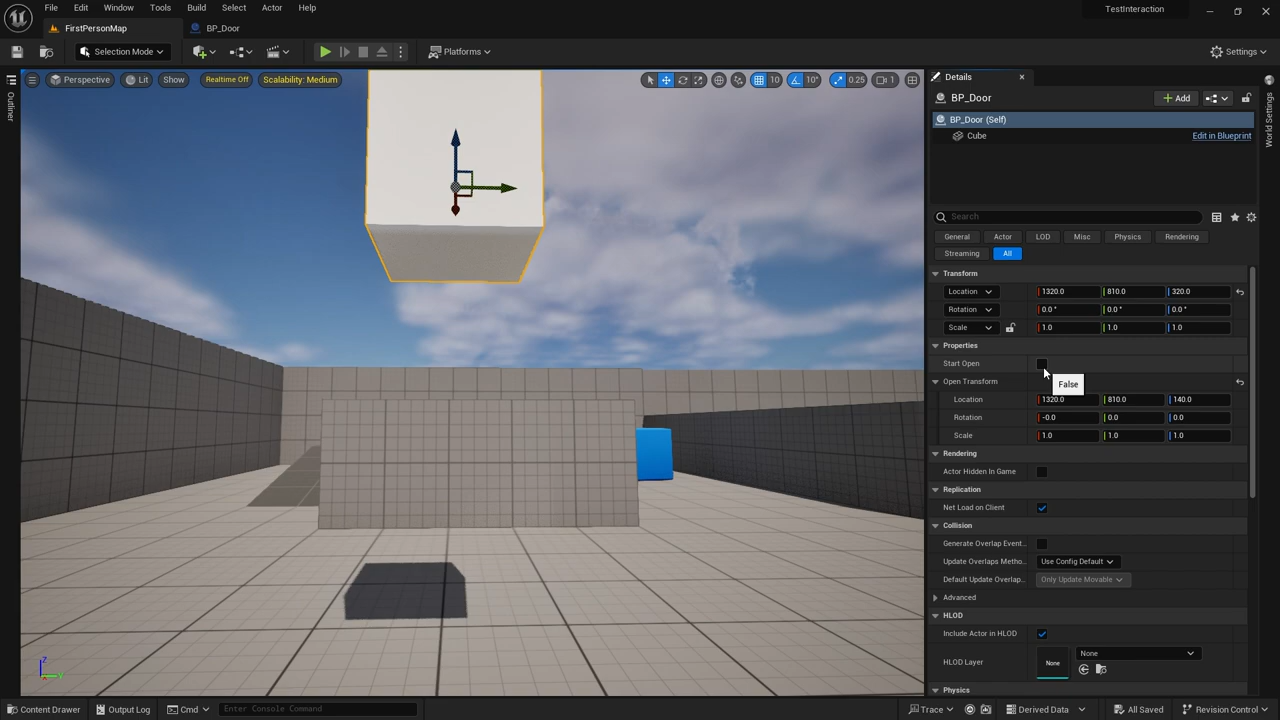 File Edit Window Tools Build Select Actor Help
TestInteraction
FirstPersonMap
BP_Door
Selection Mode
Platforms
Settings
Outliner
Perspective
Lit
Show
Realtime Off
Scalability: Medium
10
10°
0.25
1
Details
World Settings
BP_Door
Add
BP_Door (Self)
Cube
Edit in Blueprint
Search
General
Actor
LOD
Misc
Physics
Rendering
Streaming
All
Transform
Location 1320.0 810.0 320.0
Rotation 0.0 ° 0.0 ° 0.0 °
Scale 1.0 1.0 1.0
Properties
Start Open
False
Open Transform
Location 1320.0 810.0 140.0
Rotation -0.0 0.0 0.0
Scale 1.0 1.0 1.0
Rendering
Actor Hidden In Game
Replication
Net Load on Client
Collision
Generate Overlap Event..
Update Overlaps Metho.. Use Config Default
Default Update Overlap.. Only Update Movable
Advanced
HLOD
Include Actor in HLOD
HLOD Layer
None
None
Physics
Z
Y
Content Drawer
Output Log
Cmd
Enter Console Command
Trace
Derived Data
All Saved
Revision Control